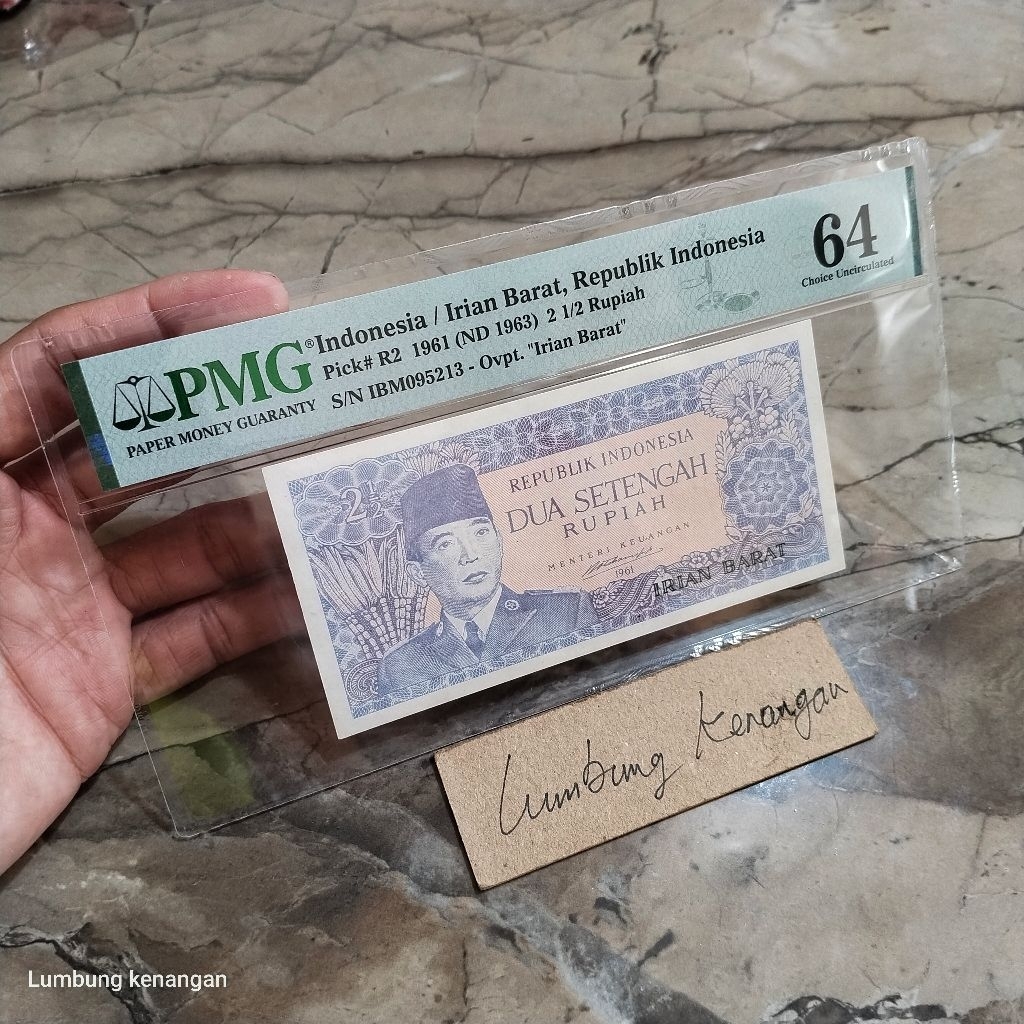 PMG®
PAPER MONEY GUARANTY
Indonesia / Irian Barat, Republik Indonesia
Pick# R2 1961 (ND 1963) 2 1/2 Rupiah
S/N IBM095213 - Ovpt. "Irian Barat"
64
Choice Uncirculated
2½
REPUBLIK INDONESIA
DUA SETENGAH
RUPIAH
MENTERI KEUANGAN
1961
IRIAN BARAT
Lumbung Kenangan
Lumbung kenangan